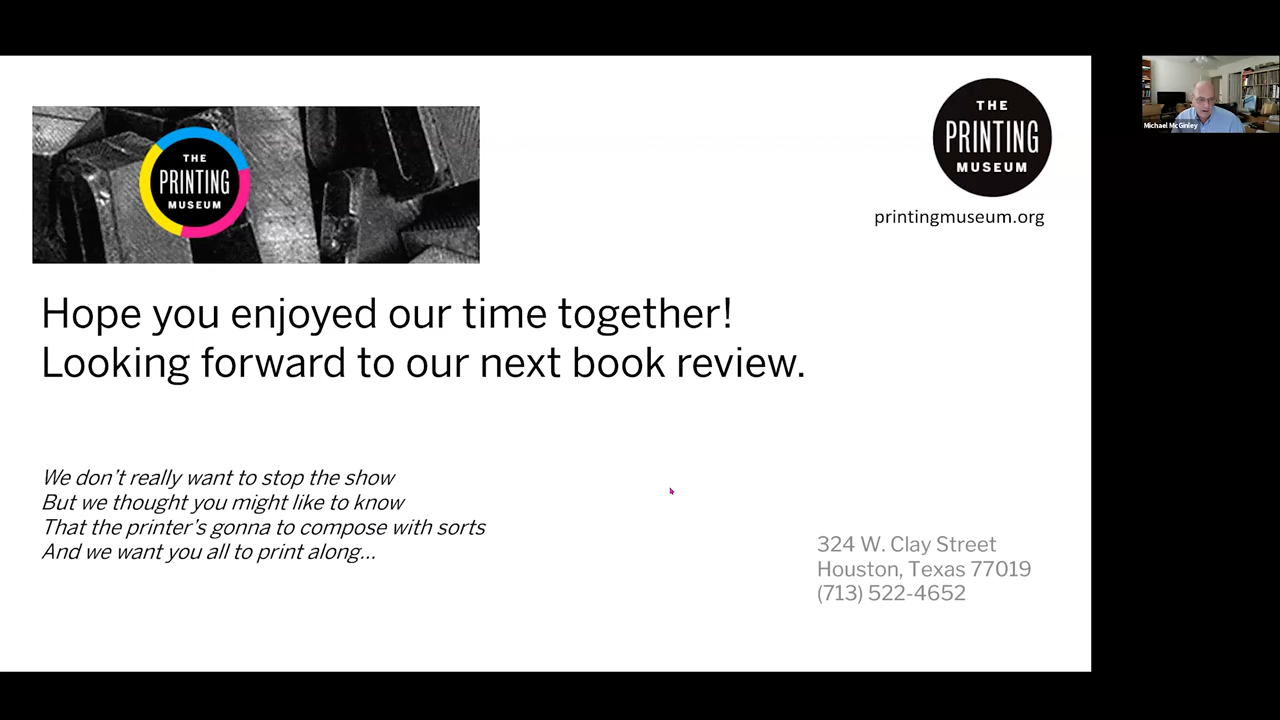 THE
PRINTING
MUSEUM
THE
PRINTING
MUSEUM
printingmuseum.org
Michael McGinley
Hope you enjoyed our time together!
Looking forward to our next book review.
We don't really want to stop the show
But we thought you might like to know
That the printer's gonna to compose with sorts
And we want you all to print along...
324 W. Clay Street
Houston, Texas 77019
(713) 522-4652